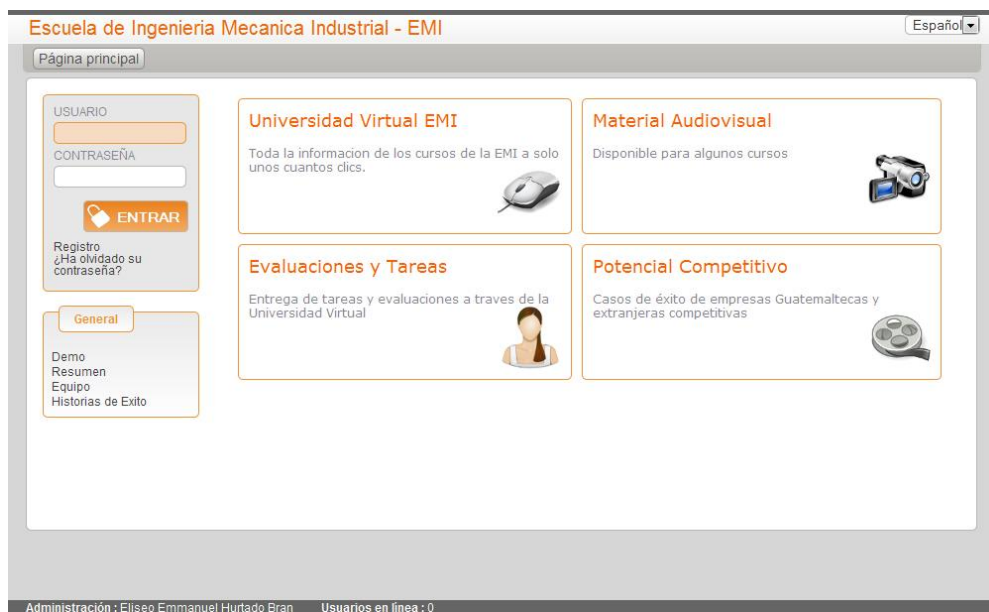 Escuela de Ingenieria Mecanica Industrial - EMI
Español
Página principal
USUARIO
CONTRASEÑA
ENTRAR
Registro
¿Ha olvidado su
contraseña?
General
Demo
Resumen
Equipo
Historias de Exito
Universidad Virtual EMI
Toda la informacion de los cursos de la EMI a solo
unos cuantos clics.
Material Audiovisual
Disponible para algunos cursos
Evaluaciones y Tareas
Entrega de tareas y evaluaciones a traves de la
Universidad Virtual
Potencial Competitivo
Casos de éxito de empresas Guatemaltecas y
extranjeras competitivas
Administración : Eliseo Emmanuel Hurtado Bran Usuarios en línea : 0